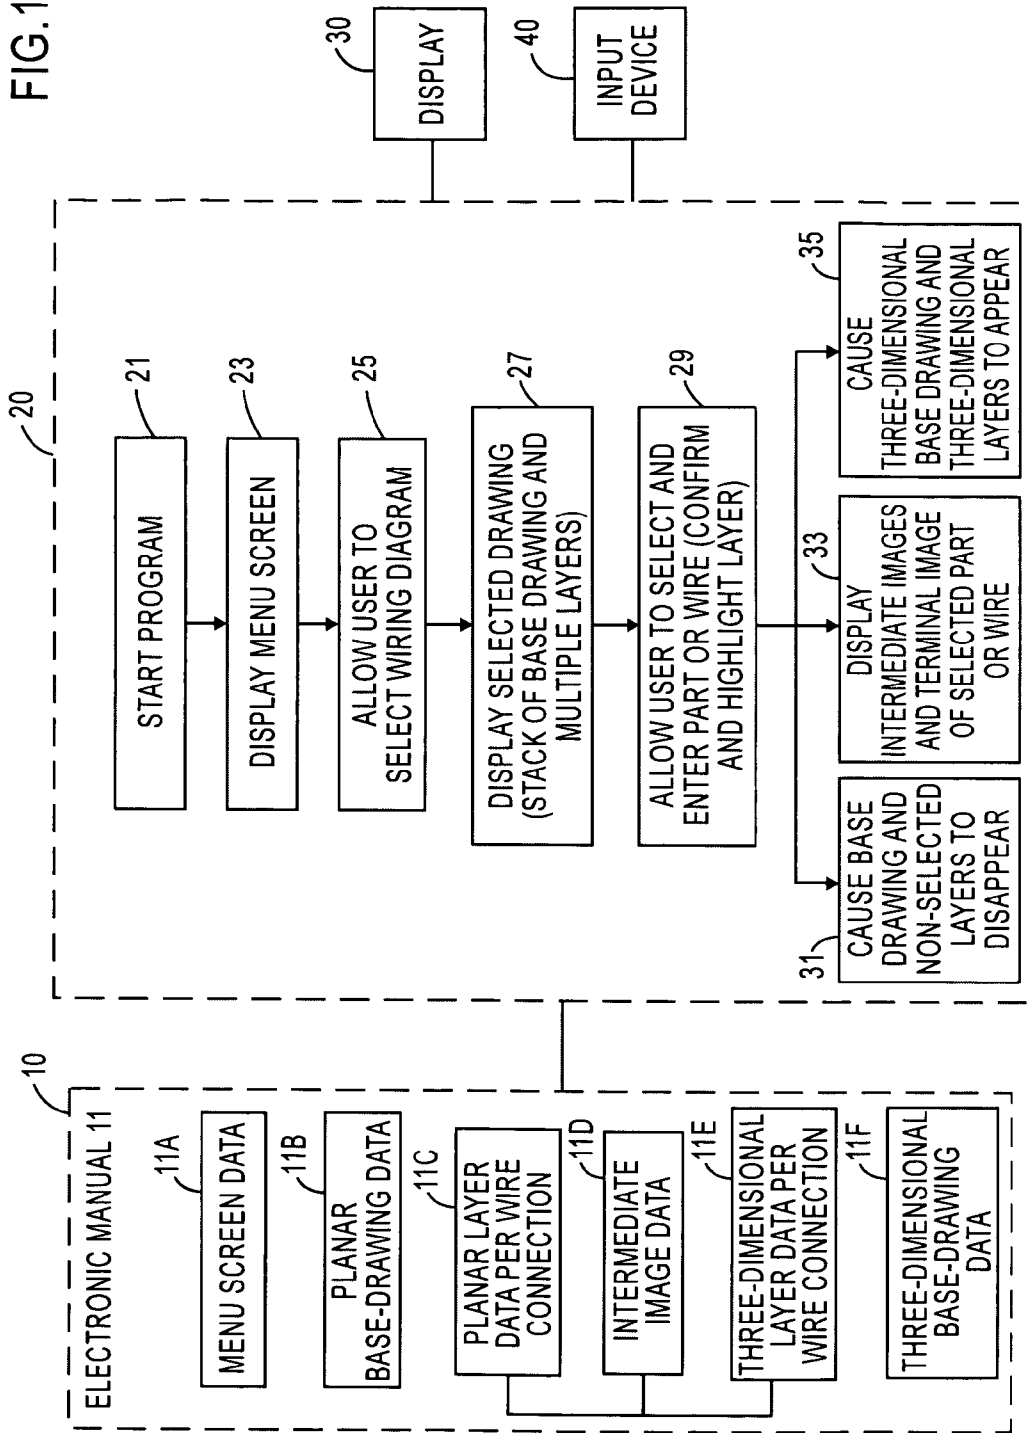 FIG.1
10
ELECTRONIC MANUAL 11
11A
MENU SCREEN DATA
11B
PLANAR
BASE-DRAWING DATA
11C
PLANAR LAYER
DATA PER WIRE
CONNECTION
11D
INTERMEDIATE
IMAGE DATA
11E
THREE-DIMENSIONAL
LAYER DATA PER
WIRE CONNECTION
11F
THREE-DIMENSIONAL
BASE-DRAWING
DATA
20
21
START PROGRAM
23
DISPLAY MENU SCREEN
25
ALLOW USER TO
SELECT WIRING DIAGRAM
27
DISPLAY SELECTED DRAWING
(STACK OF BASE DRAWING AND
MULTIPLE LAYERS)
29
ALLOW USER TO SELECT AND
ENTER PART OR WIRE (CONFIRM
AND HIGHLIGHT LAYER)
31
CAUSE BASE
DRAWING AND
NON-SELECTED
LAYERS TO
DISAPPEAR
33
DISPLAY
INTERMEDIATE IMAGES
AND TERMINAL IMAGE
OF SELECTED PART
OR WIRE
35
CAUSE
THREE-DIMENSIONAL
BASE DRAWING AND
THREE-DIMENSIONAL
LAYERS TO APPEAR
30
DISPLAY
40
INPUT
DEVICE